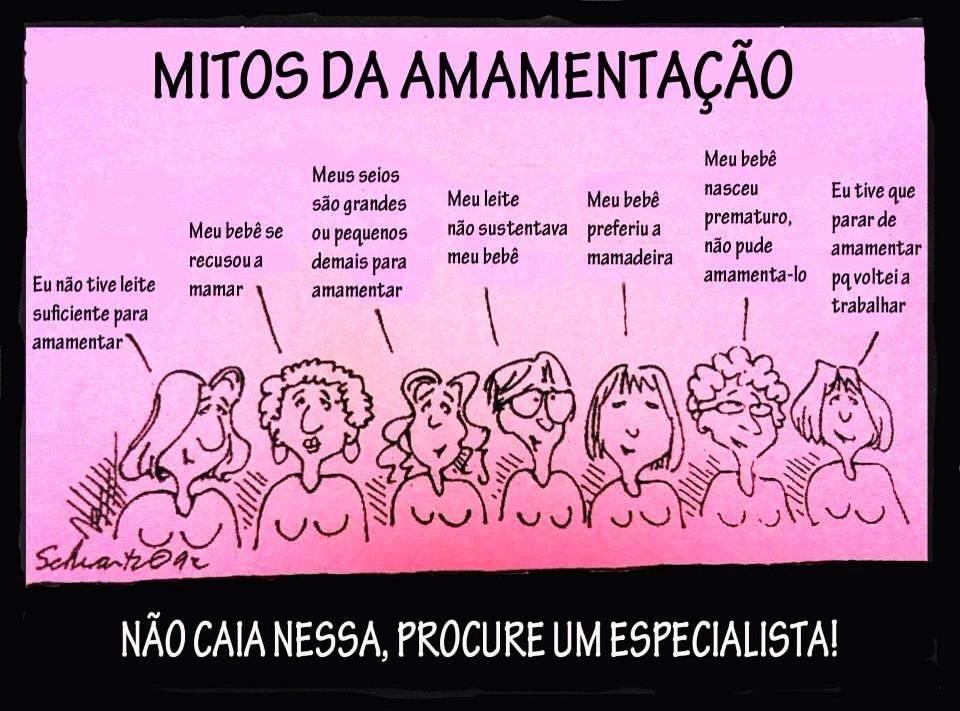 MITOS DA AMAMENTAÇÃO
Eu não tive leite
suficiente para
amamentar
Meu bebê se
recusou a
mamar
Meus seios
são grandes
ou pequenos
demais para
amamentar
Meu leite
não sustentava
meu bebê
Meu bebê
preferiu a
mamadeira
Meu bebê
nasceu
prematuro,
não pude
amamenta-lo
Eu tive que
parar de
amamentar
pq voltei a
trabalhar
NÃO CAIA NESSA, PROCURE UM ESPECIALISTA!